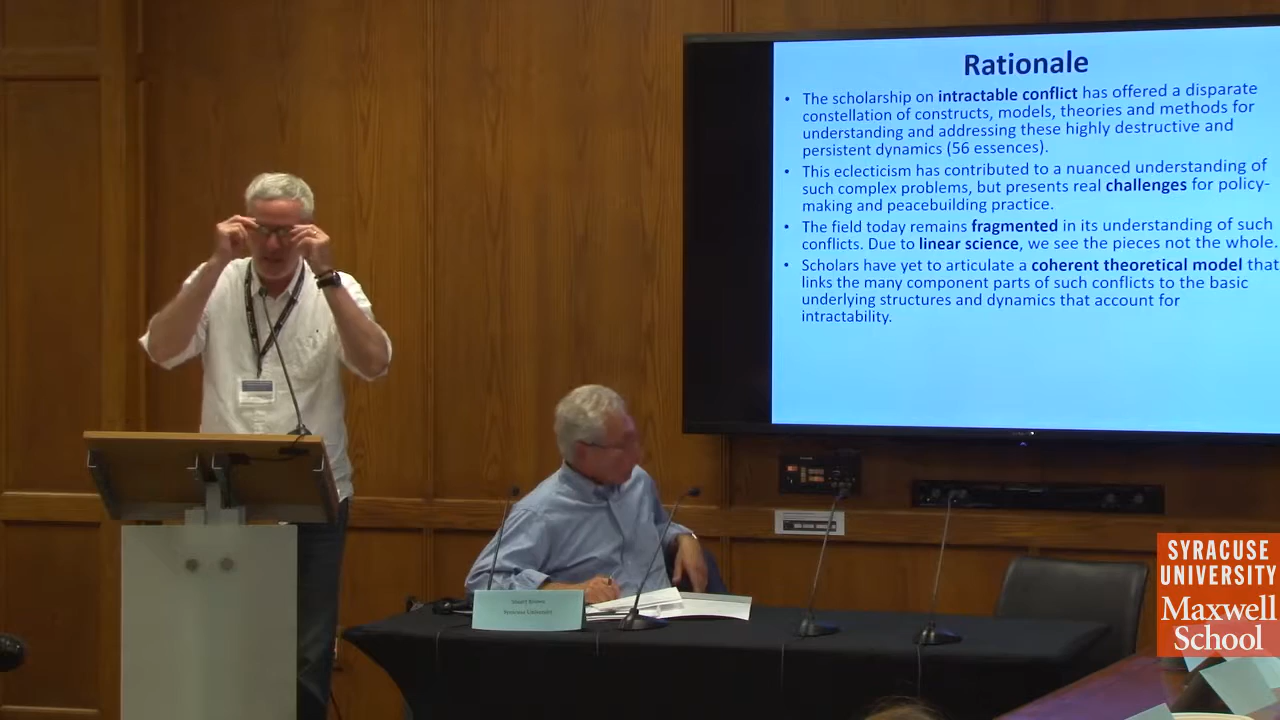 Rationale
• The scholarship on intractable conflict has offered a disparate
constellation of constructs, models, theories and methods for
understanding and addressing these highly destructive and
persistent dynamics (56 essences).
• This eclecticism has contributed to a nuanced understanding of
such complex problems, but presents real challenges for policy-
making and peacebuilding practice.
• The field today remains fragmented in its understanding of such
conflicts. Due to linear science, we see the pieces not the whole.
• Scholars have yet to articulate a coherent theoretical model that
links the many component parts of such conflicts to the basic
underlying structures and dynamics that account for
intractability.
Stuart Brown
Syracuse University
SYRACUSE
UNIVERSITY
Maxwell
School